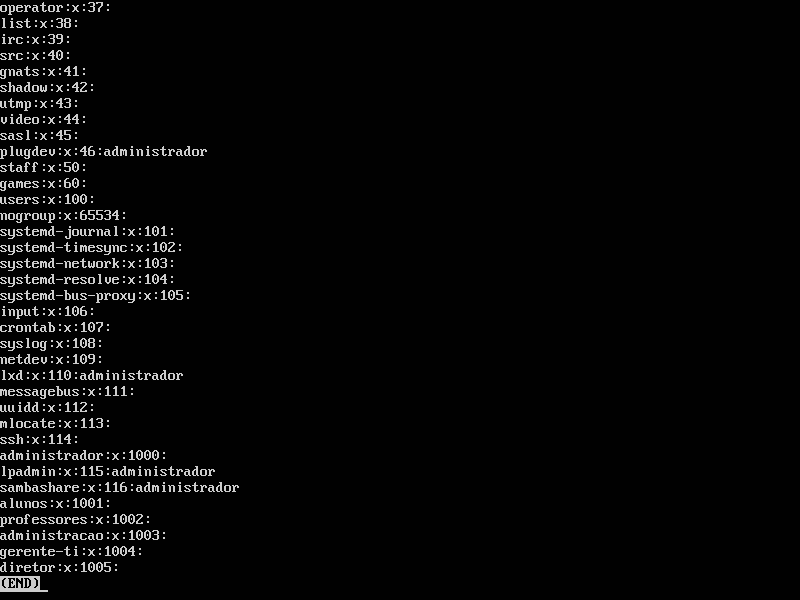 operator:x:37:
list:x:38:
irc:x:39:
src:x:40:
gnats:x:41:
shadow:x:42:
utmp:x:43:
video:x:44:
sasl:x:45:
plugdev:x:46:administrador
staff:x:50:
games:x:60:
users:x:100:
nogroup:x:65534:
systemd-journal:x:101:
systemd-timesync:x:102:
systemd-network:x:103:
systemd-resolve:x:104:
systemd-bus-proxy:x:105:
input:x:106:
crontab:x:107:
syslog:x:108:
netdev:x:109:
lxd:x:110:administrador
messagebus:x:111:
uuidd:x:112:
mlocate:x:113:
ssh:x:114:
administrador:x:1000:
lpadmin:x:115:administrador
sambashare:x:116:administrador
alunos:x:1001:
professores:x:1002:
administracao:x:1003:
gerente-ti:x:1004:
diretor:x:1005:
(END)